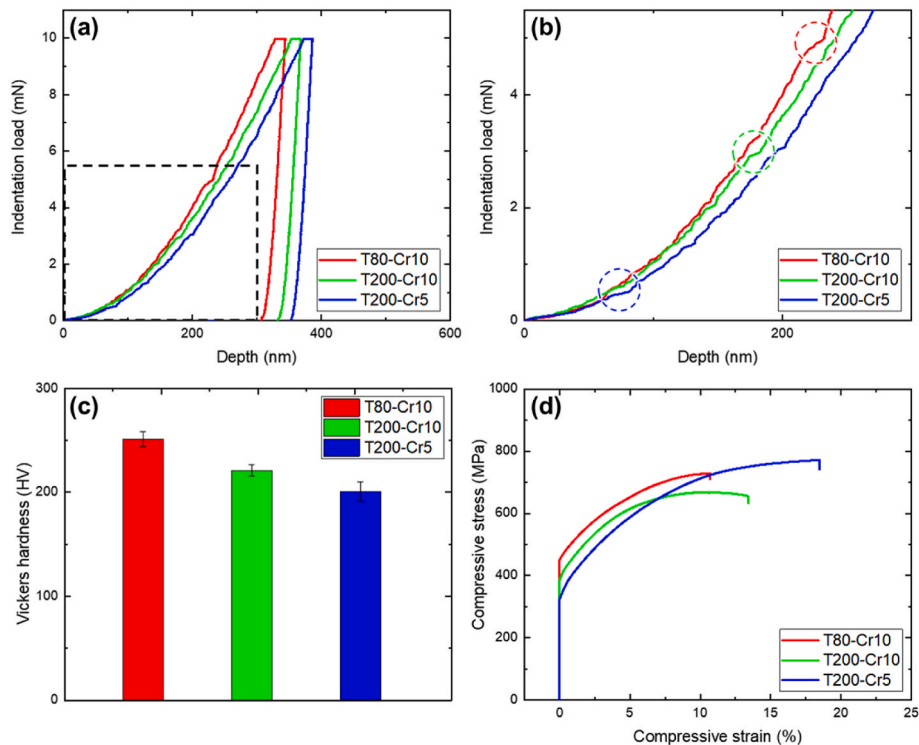 (a)
Indentation load (mN)
10
8
6
4
2
0
T80-Cr10
T200-Cr10
T200-Cr5
0 200 400 600
Depth (nm)
(b)
Indentation load (mN)
4
2
0
T80-Cr10
T200-Cr10
T200-Cr5
0 100 200
Depth (nm)
(c)
Vickers hardness (HV)
300
200
100
0
T80-Cr10
T200-Cr10
T200-Cr5
(d)
Compressive stress (MPa)
1000
800
600
400
200
0
T80-Cr10
T200-Cr10
T200-Cr5
0 5 10 15 20 25
Compressive strain (%)